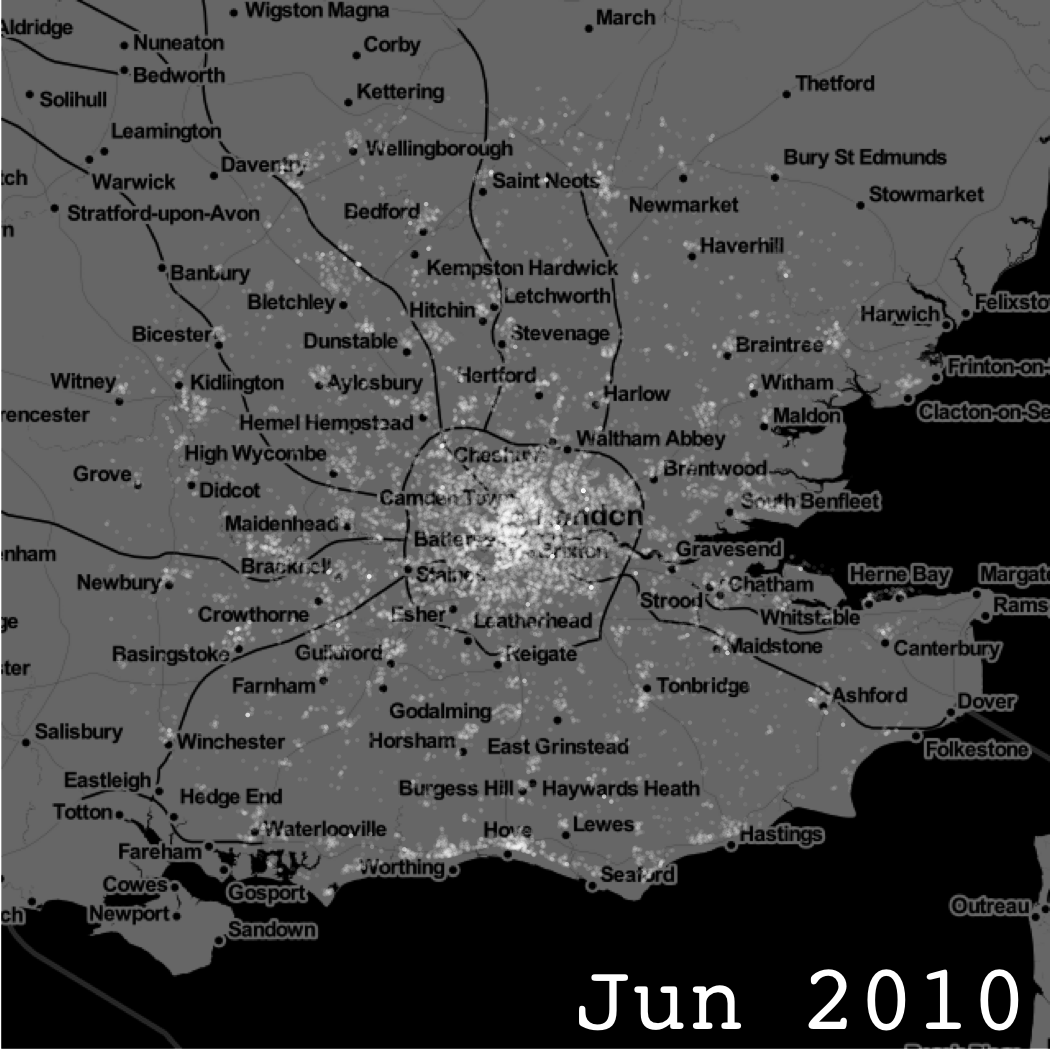 Wigston Magna
March
Aldridge
Nuneaton
Corby
Bedworth
Solihull
Kettering
Thetford
Leamington
Wellingborough
Daventry
Bury St Edmunds
tch
Warwick
Saint Neots
Stowmarket
Stratford-upon-Avon
Bedford
Newmarket
n
Haverhill
Banbury
Kempston Hardwick
Bletchley
Hitchin
Letchworth
Harwich
Felixsto
Bicester
Dunstable
Stevenage
Braintree
Frinton-on-
Witney
Kidlington
Aylesbury
Hertford
Harlow
Witham
rencester
Clacton-on-Se
Hemel Hempstead
Maldon
High Wycombe
Cheshunt
Waltham Abbey
Grove
Didcot
Camden Town
Brentwood
South Benfleet
Maidenhead
London
enham
Batter
Brixton
Gravesend
Bracknell
Staines
Newbury
Chatham
Herne Bay
Margat
Crowthorne
Esher
Leatherhead
Strood
Whitstable
Rams
ge
Basingstoke
Guildford
Reigate
Maidstone
Canterbury
ter
Farnham
Tonbridge
Ashford
Dover
Godalming
Salisbury
Winchester
Horsham
East Grinstead
Folkestone
Eastleigh
Hedge End
Burgess Hill
Haywards Heath
Totton
Waterlooville
Hove
Lewes
Hastings
Fareham
Worthing
Seaford
Cowes
Gosport
ch
Newport
Outreau
Sandown
Jun 2010